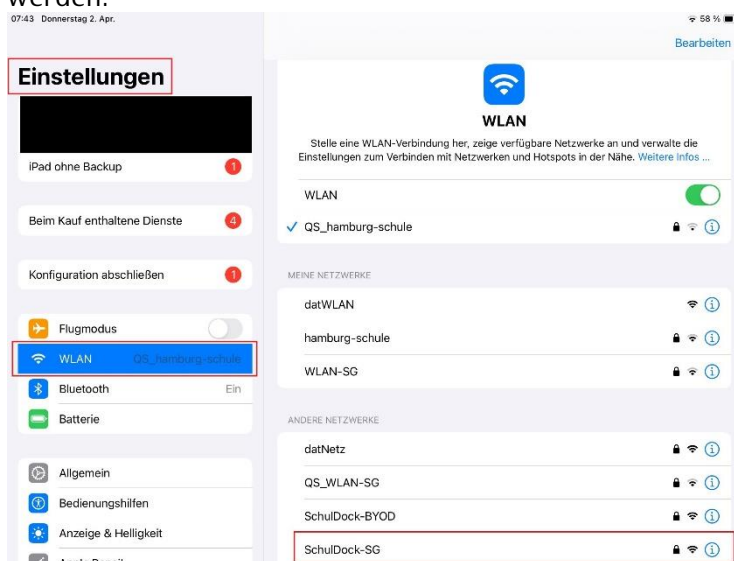 werden.
07:43 Donnerstag 2. Apr.
58 %
Bearbeiten
Einstellungen
iPad ohne Backup
1
Beim Kauf enthaltene Dienste
4
Konfiguration abschließen
1
Flugmodus
WLAN QS_hamburg-schule
Bluetooth Ein
Batterie
Allgemein
Bedienungshilfen
Anzeige & Helligkeit
WLAN
Stelle eine WLAN-Verbindung her, zeige verfügbare Netzwerke an und verwalte die
Einstellungen zum Verbinden mit Netzwerken und Hotspots in der Nähe. Weitere Infos ...
WLAN
QS_hamburg-schule
MEINE NETZWERKE
datWLAN
hamburg-schule
WLAN-SG
ANDERE NETZWERKE
datNetz
QS_WLAN-SG
SchulDock-BYOD
SchulDock-SG